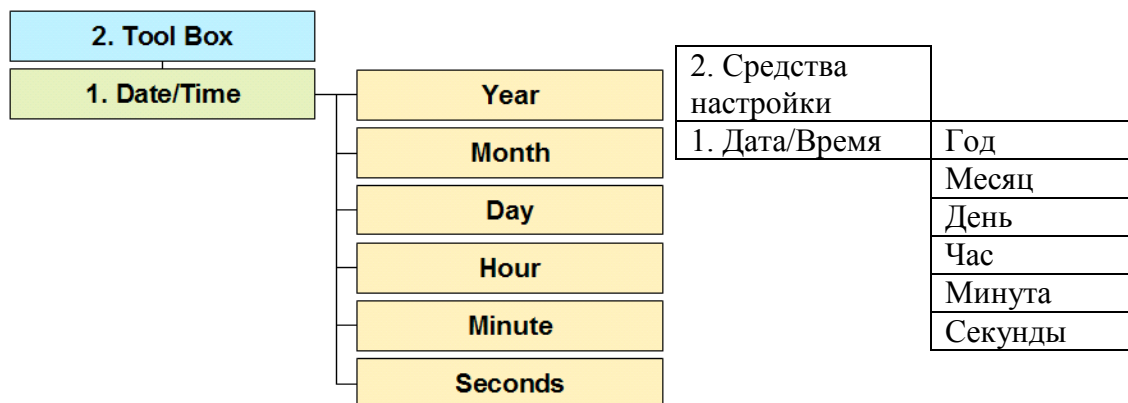 2. Tool Box
1. Date/Time
Year
Month
Day
Hour
Minute
Seconds
2. Средства
настройки
1. Дата/Время
Год
Месяц
День
Час
Минута
Секунды